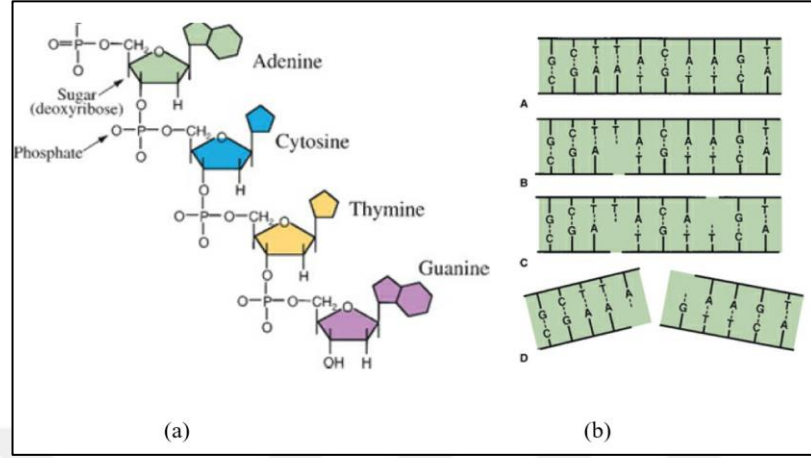 O=P–O–CH₂ O
O
Adenine
Sugar
(deoxyribose)
O H
Phosphate
O–P–O–CH₂ O
O
Cytosine
O H
O–P–O–CH₂ O
O
Thymine
O H
Guanine
O–P–O–CH₂ O
O
OH H
(a)
G C T T A C A A G T
C G A A T G T T C A
A
G C T T A C A A G T
C G A T G T T C A
B
G C T T A C A G T
C G A T G T T C A
C
G C T T A
C G A A
A A G T
G T T C A
D
(b)